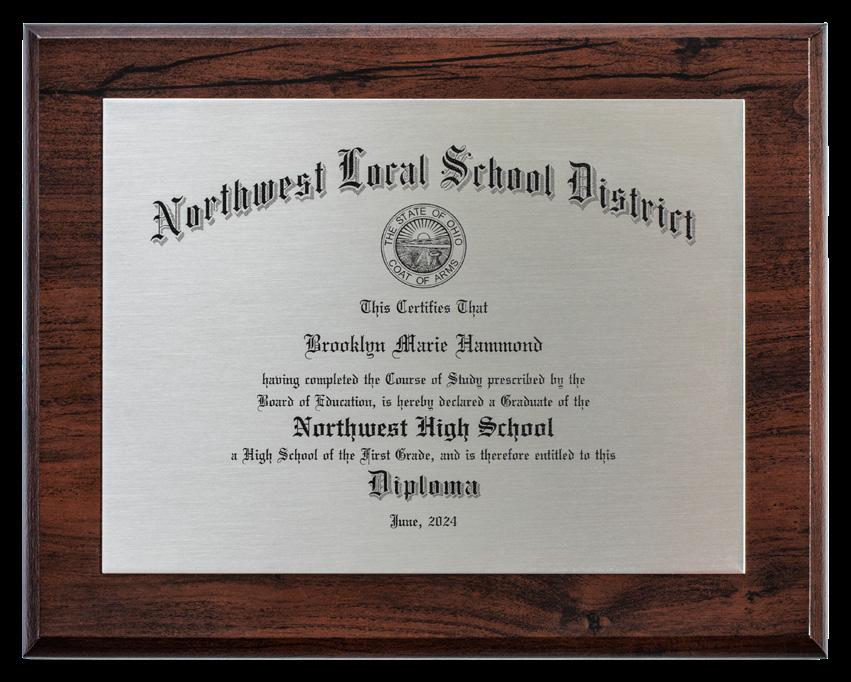 Northwest Local School District
THE STATE OF OHIO
COAT OF ARMS
This Certifies That
Brooklyn Marie Hammond
having completed the Course of Study prescribed by the
Board of Education, is hereby declared a Graduate of the
Northwest High School
a High School of the First Grade, and is therefore entitled to this
Diploma
June, 2024